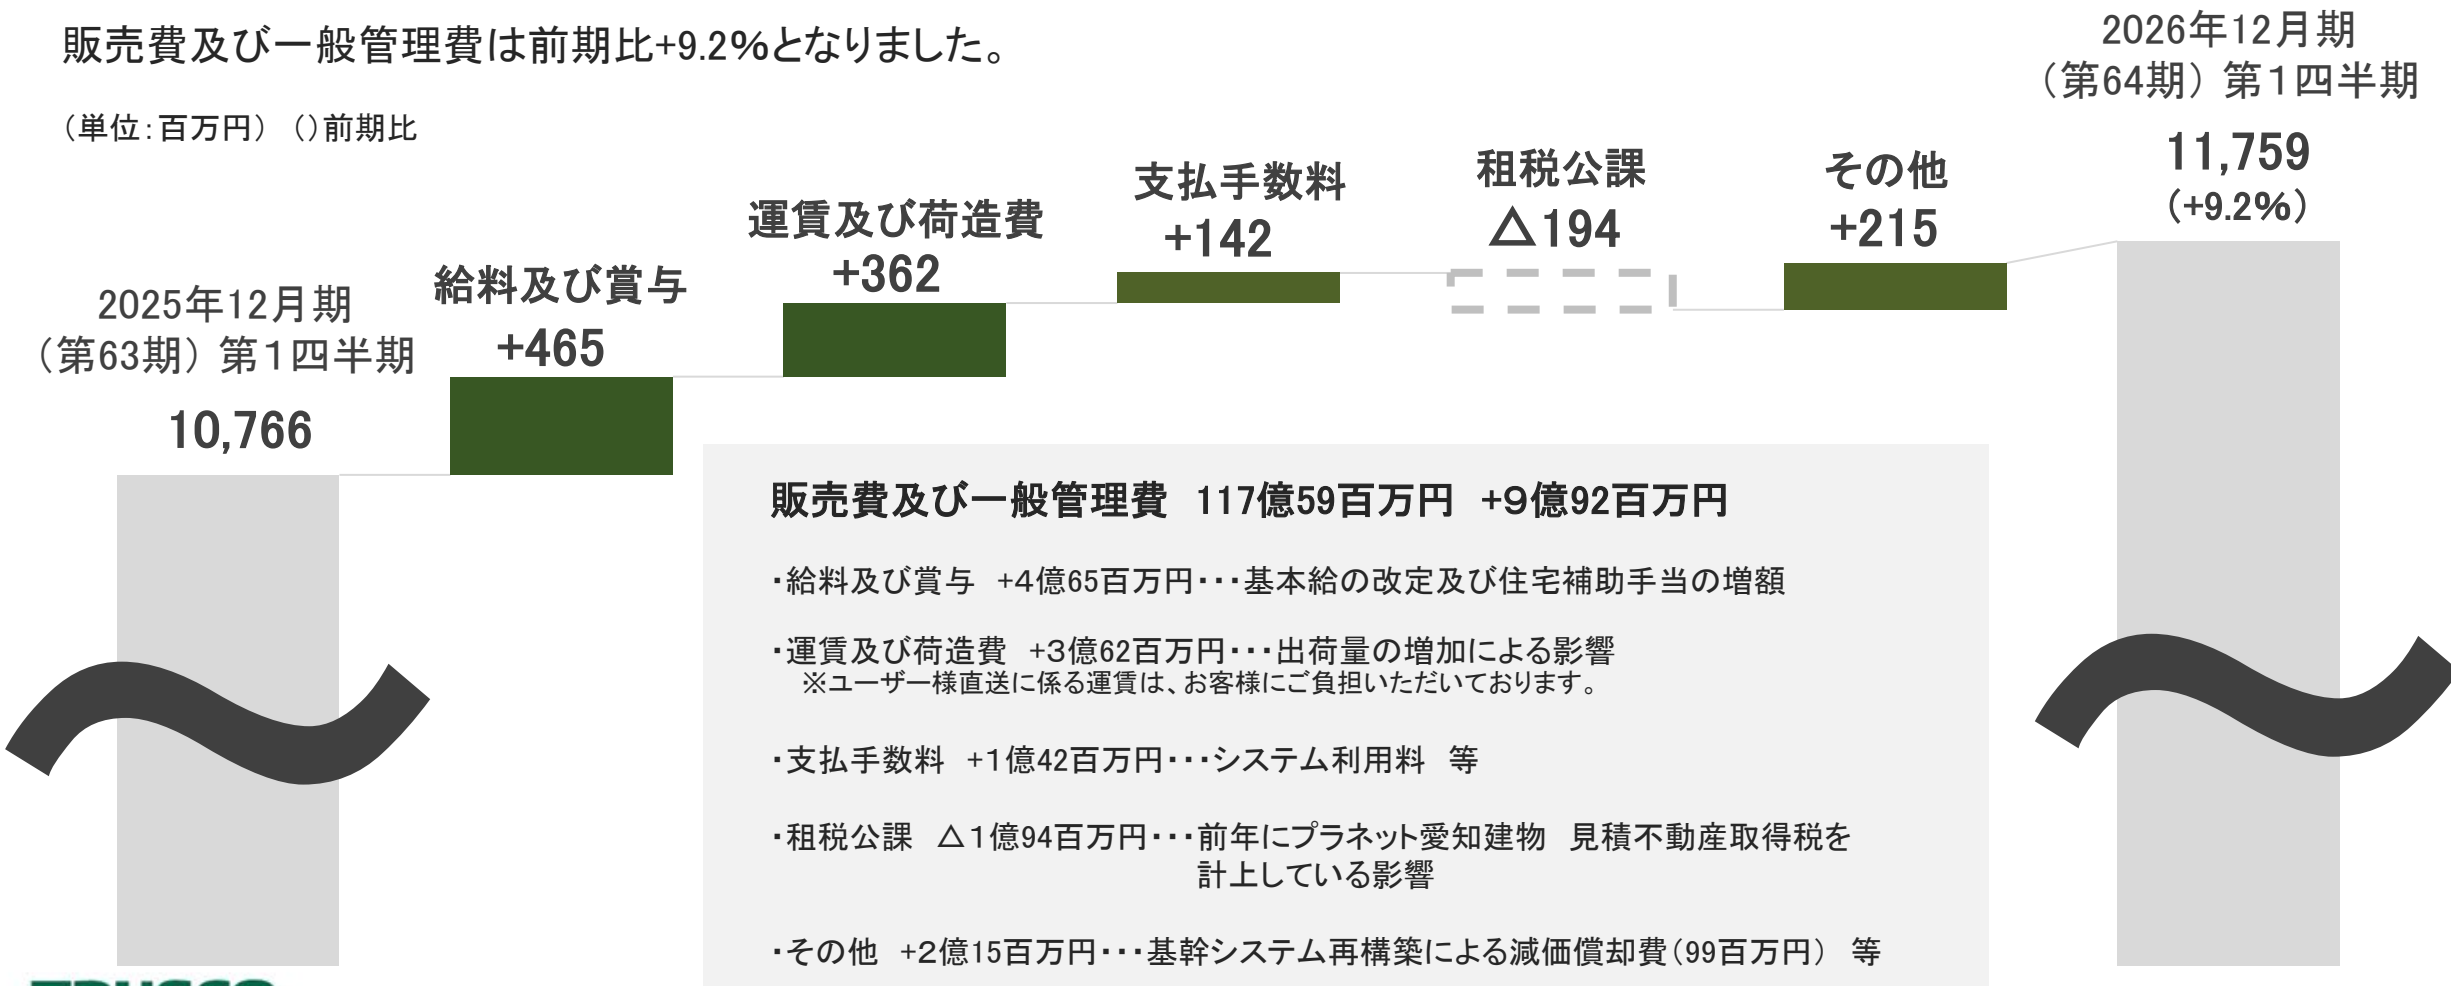 販売費及び一般管理費は前期比+9.2%となりました。
（単位：百万円） （）前期比
2025年12月期
（第63期）第１四半期
10,766
給料及び賞与
+465
運賃及び荷造費
+362
支払手数料
+142
租税公課
△194
その他
+215
2026年12月期
（第64期）第１四半期
11,759
（+9.2%）
販売費及び一般管理費 117億59百万円 +９億92百万円
・給料及び賞与 +４億65百万円・・・基本給の改定及び住宅補助手当の増額
・運賃及び荷造費 +３億62百万円・・・出荷量の増加による影響
※ユーザー様直送に係る運賃は、お客様にご負担いただいております。
・支払手数料 +１億42百万円・・・システム利用料 等
・租税公課 △１億94百万円・・・前年にプラネット愛知建物 見積不動産取得税を
計上している影響
・その他 +２億15百万円・・・基幹システム再構築による減価償却費（99百万円） 等